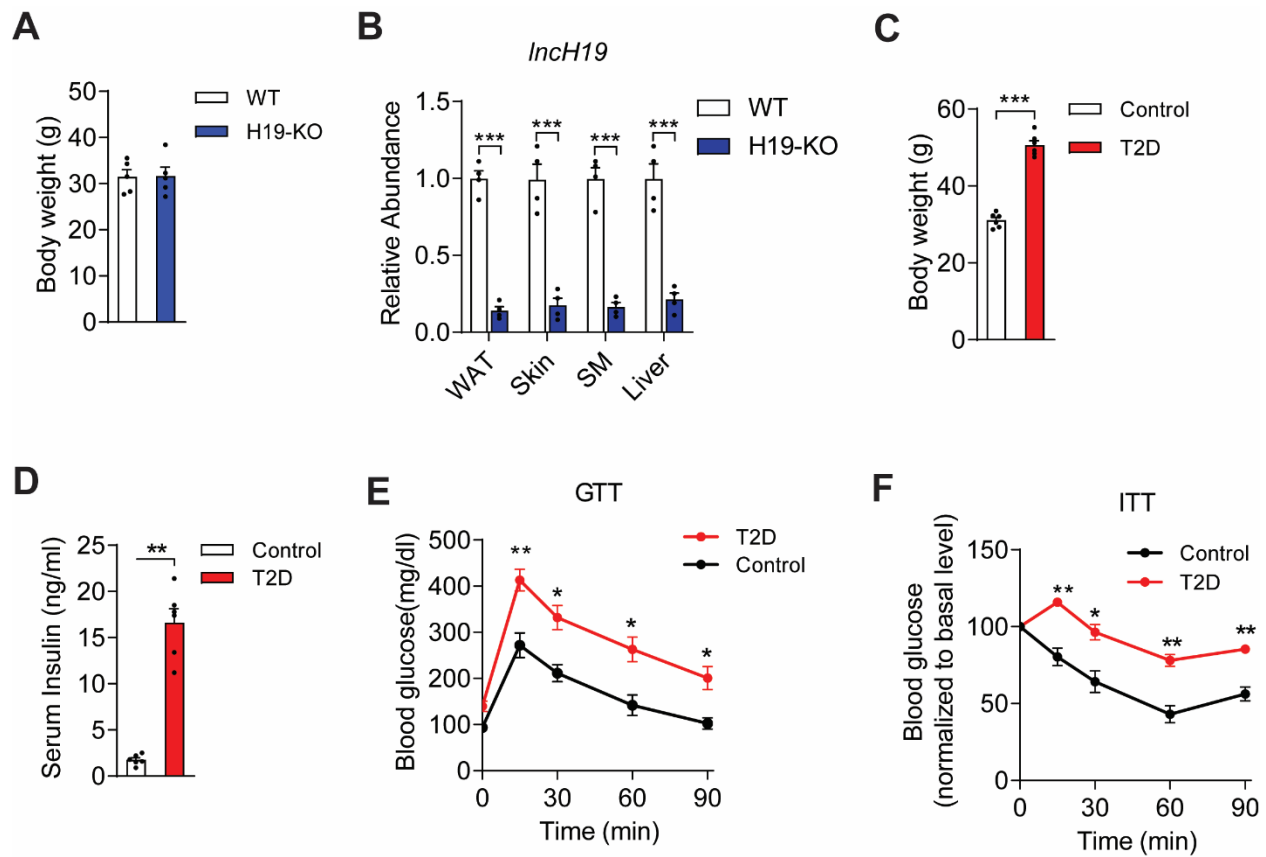 A
Body weight (g)
50
40
30
20
10
0
WT
H19-KO
B
lncH19
Relative Abundance
1.5
1.0
0.5
0.0
*** *** *** ***
WT
H19-KO
WAT
Skin
SM
Liver
C
Body weight (g)
60
40
20
0
***
Control
T2D
D
Serum Insulin (ng/ml)
25
20
15
10
5
0
**
Control
T2D
E
GTT
Blood glucose(mg/dl)
500
400
300
200
100
0
** * * *
T2D
Control
0 30 60 90
Time (min)
F
ITT
Blood glucose
(normalized to basal level)
150
100
50
0
** * ** **
Control
T2D
0 30 60 90
Time (min)